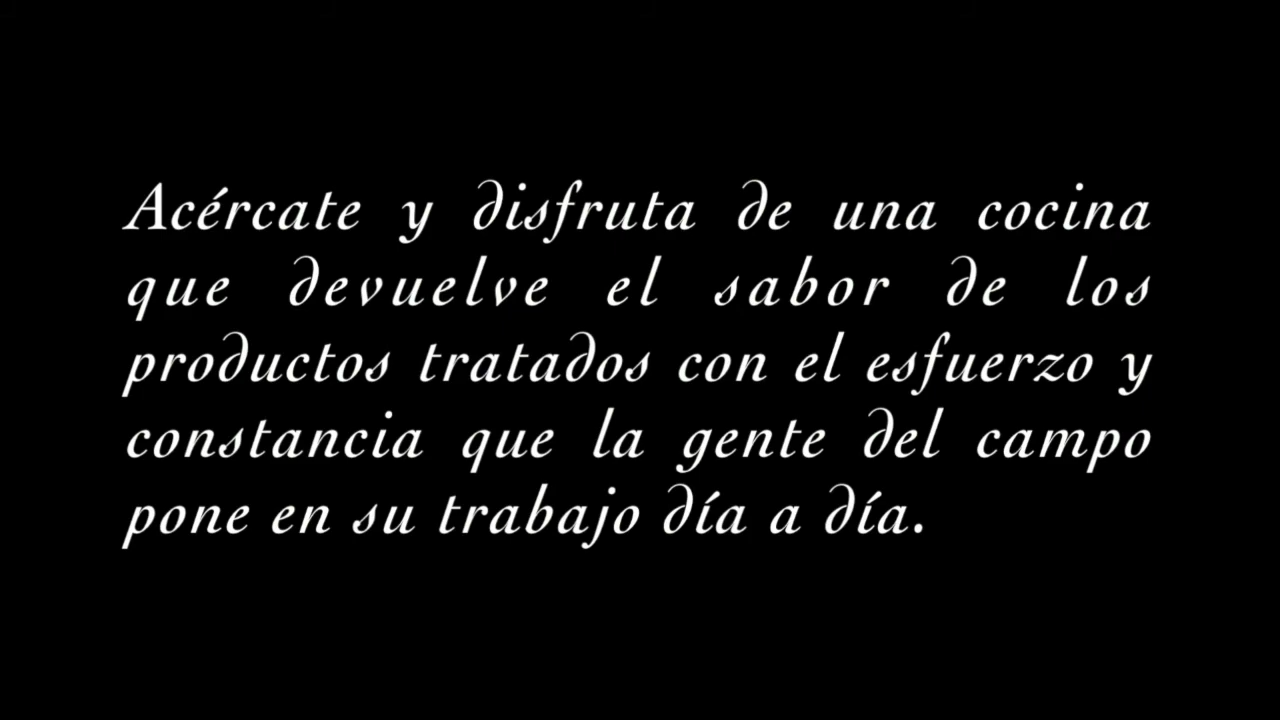 Acércate y disfruta de una cocina
que devuelve el sabor de los
productos tratados con el esfuerzo y
constancia que la gente del campo
pone en su trabajo día a día.